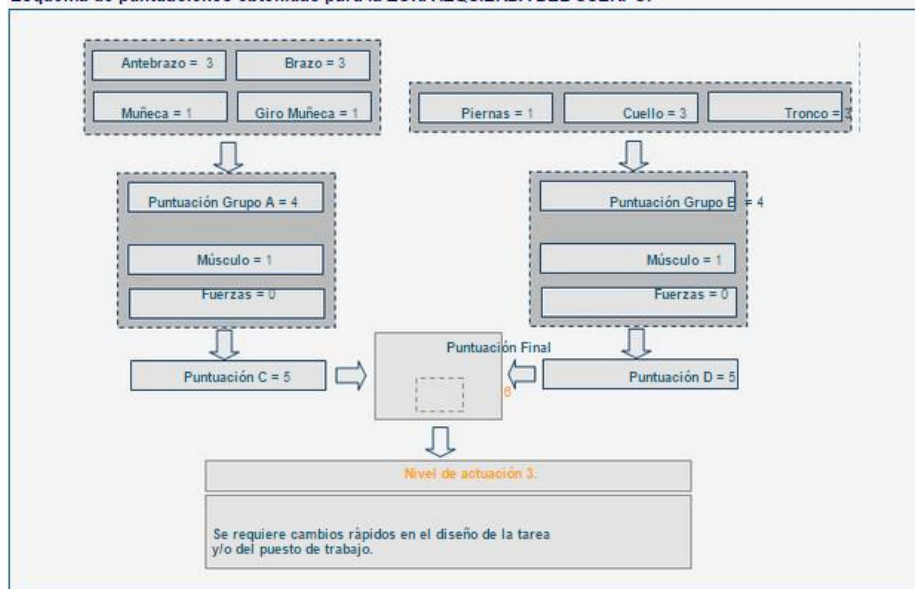 Antebrazo = 3
Brazo = 3
Muñeca = 1
Giro Muñeca = 1
Piernas = 1
Cuello = 3
Tronco = 3
Puntuación Grupo A = 4
Músculo = 1
Fuerzas = 0
Puntuación Grupo B = 4
Músculo = 1
Fuerzas = 0
Puntuación C = 5
Puntuación Final
6
Puntuación D = 5
Nivel de actuación 3.
Se requiere cambios rápidos en el diseño de la tarea
y/o del puesto de trabajo.